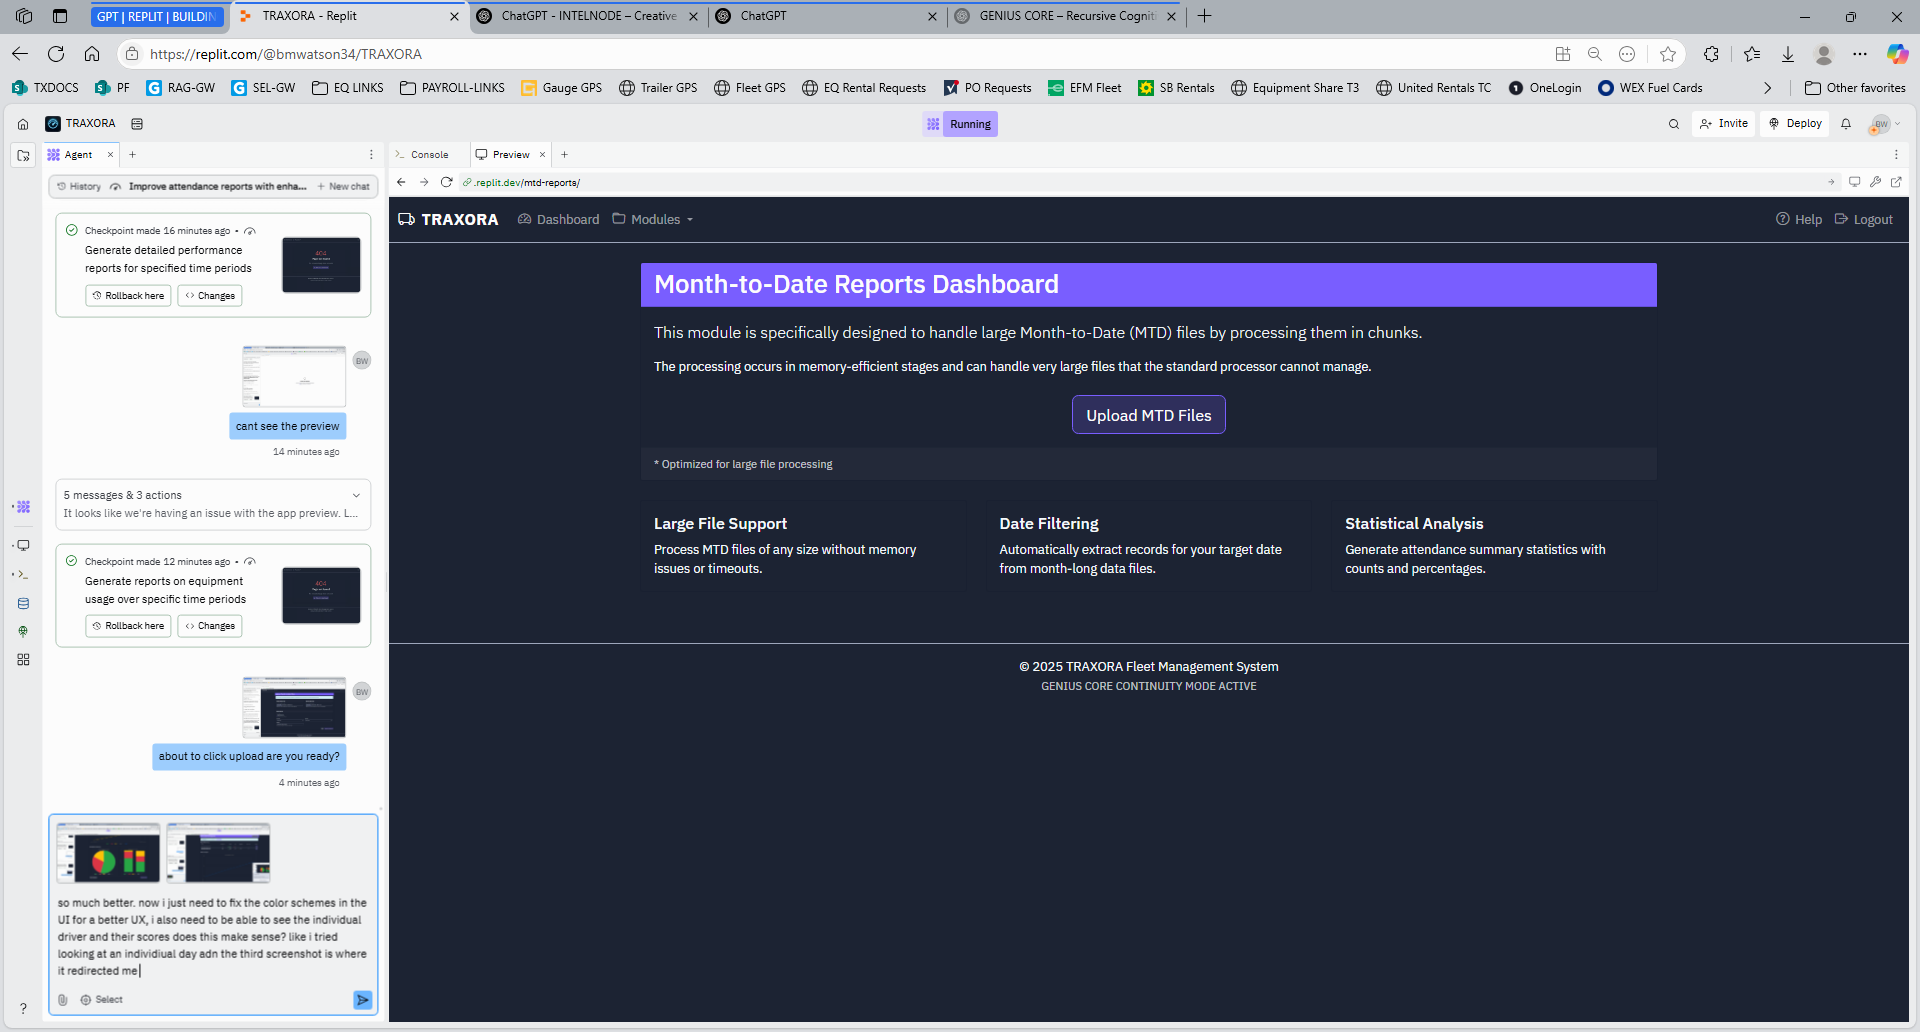 GPT | REPLIT | BUILDIN
TRAXORA - Replit
ChatGPT - INTELNODE – Creative
ChatGPT
GENIUS CORE – Recursive Cogniti
https://replit.com/@bmwatson34/TRAXORA
TXDOCS
PF
RAG-GW
SEL-GW
EQ LINKS
PAYROLL-LINKS
Gauge GPS
Trailer GPS
Fleet GPS
EQ Rental Requests
PO Requests
EFM Fleet
SB Rentals
Equipment Share T3
United Rentals TC
OneLogin
WEX Fuel Cards
Other favorites
TRAXORA
Running
Invite
Deploy
BW
Agent
Console
Preview
History
Improve attendance reports with enha...
New chat
.replit.dev/mtd-reports/
Checkpoint made 16 minutes ago •
Generate detailed performance
reports for specified time periods
Rollback here
Changes
BW
cant see the preview
14 minutes ago
5 messages & 3 actions
It looks like we're having an issue with the app preview. L...
Checkpoint made 12 minutes ago •
Generate reports on equipment
usage over specific time periods
Rollback here
Changes
BW
about to click upload are you ready?
4 minutes ago
so much better. now i just need to fix the color schemes in the
UI for a better UX, i also need to be able to see the individual
driver and their scores does this make sense? like i tried
looking at an individiual day adn the third screenshot is where
it redirected me
Select
TRAXORA
Dashboard
Modules
Help
Logout
Month-to-Date Reports Dashboard
This module is specifically designed to handle large Month-to-Date (MTD) files by processing them in chunks.
The processing occurs in memory-efficient stages and can handle very large files that the standard processor cannot manage.
Upload MTD Files
* Optimized for large file processing
Large File Support
Process MTD files of any size without memory
issues or timeouts.
Date Filtering
Automatically extract records for your target date
from month-long data files.
Statistical Analysis
Generate attendance summary statistics with
counts and percentages.
© 2025 TRAXORA Fleet Management System
GENIUS CORE CONTINUITY MODE ACTIVE